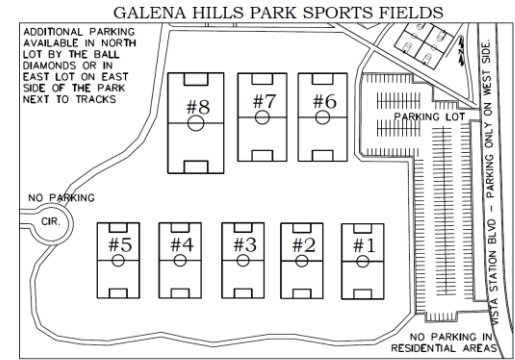 GALENA HILLS PARK SPORTS FIELDS
ADDITIONAL PARKING
AVAILABLE IN NORTH
LOT BY THE BALL
DIAMONDS OR IN
EAST LOT ON EAST
SIDE OF THE PARK
NEXT TO TRACKS
#8
#7
#6
PARKING LOT
VISTA STATION BLVD - PARKING ONLY ON WEST SIDE.
NO PARKING
CIR.
#5
#4
#3
#2
#1
NO PARKING IN
RESIDENTIAL AREAS